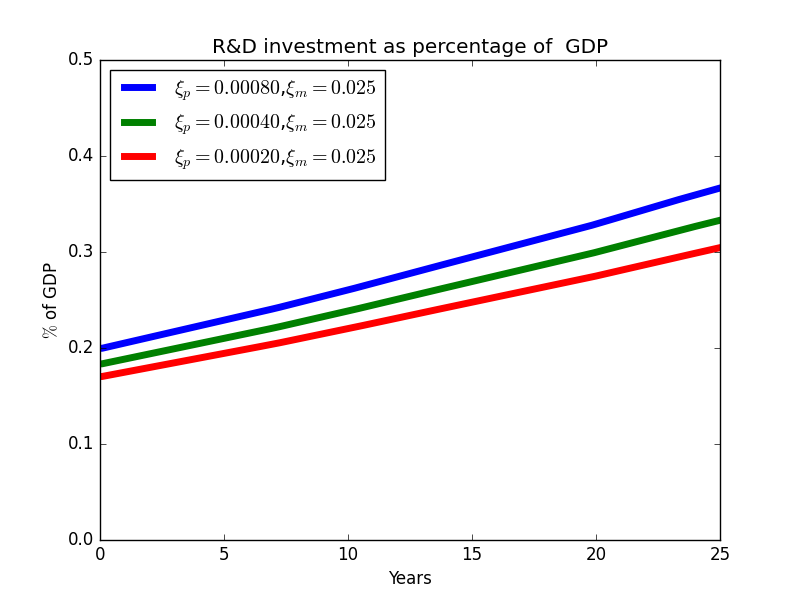 R&D investment as percentage of  GDP
0.5
ξp = 0.00080,ξm = 0.025
ξp = 0.00040,ξm = 0.025
ξp = 0.00020,ξm = 0.025
0.4
0.3
0.2
0.1
0.0
% of GDP
0 5 10 15 20 25
Years